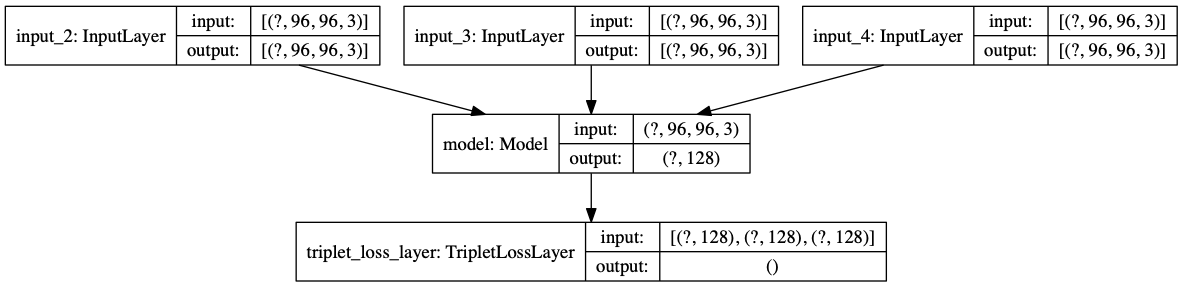 input_2: InputLayer
input: [(?, 96, 96, 3)]
output: [(?, 96, 96, 3)]
input_3: InputLayer
input: [(?, 96, 96, 3)]
output: [(?, 96, 96, 3)]
input_4: InputLayer
input: [(?, 96, 96, 3)]
output: [(?, 96, 96, 3)]
model: Model
input: (?, 96, 96, 3)
output: (?, 128)
triplet_loss_layer: TripletLossLayer
input: [(?, 128), (?, 128), (?, 128)]
output: ()